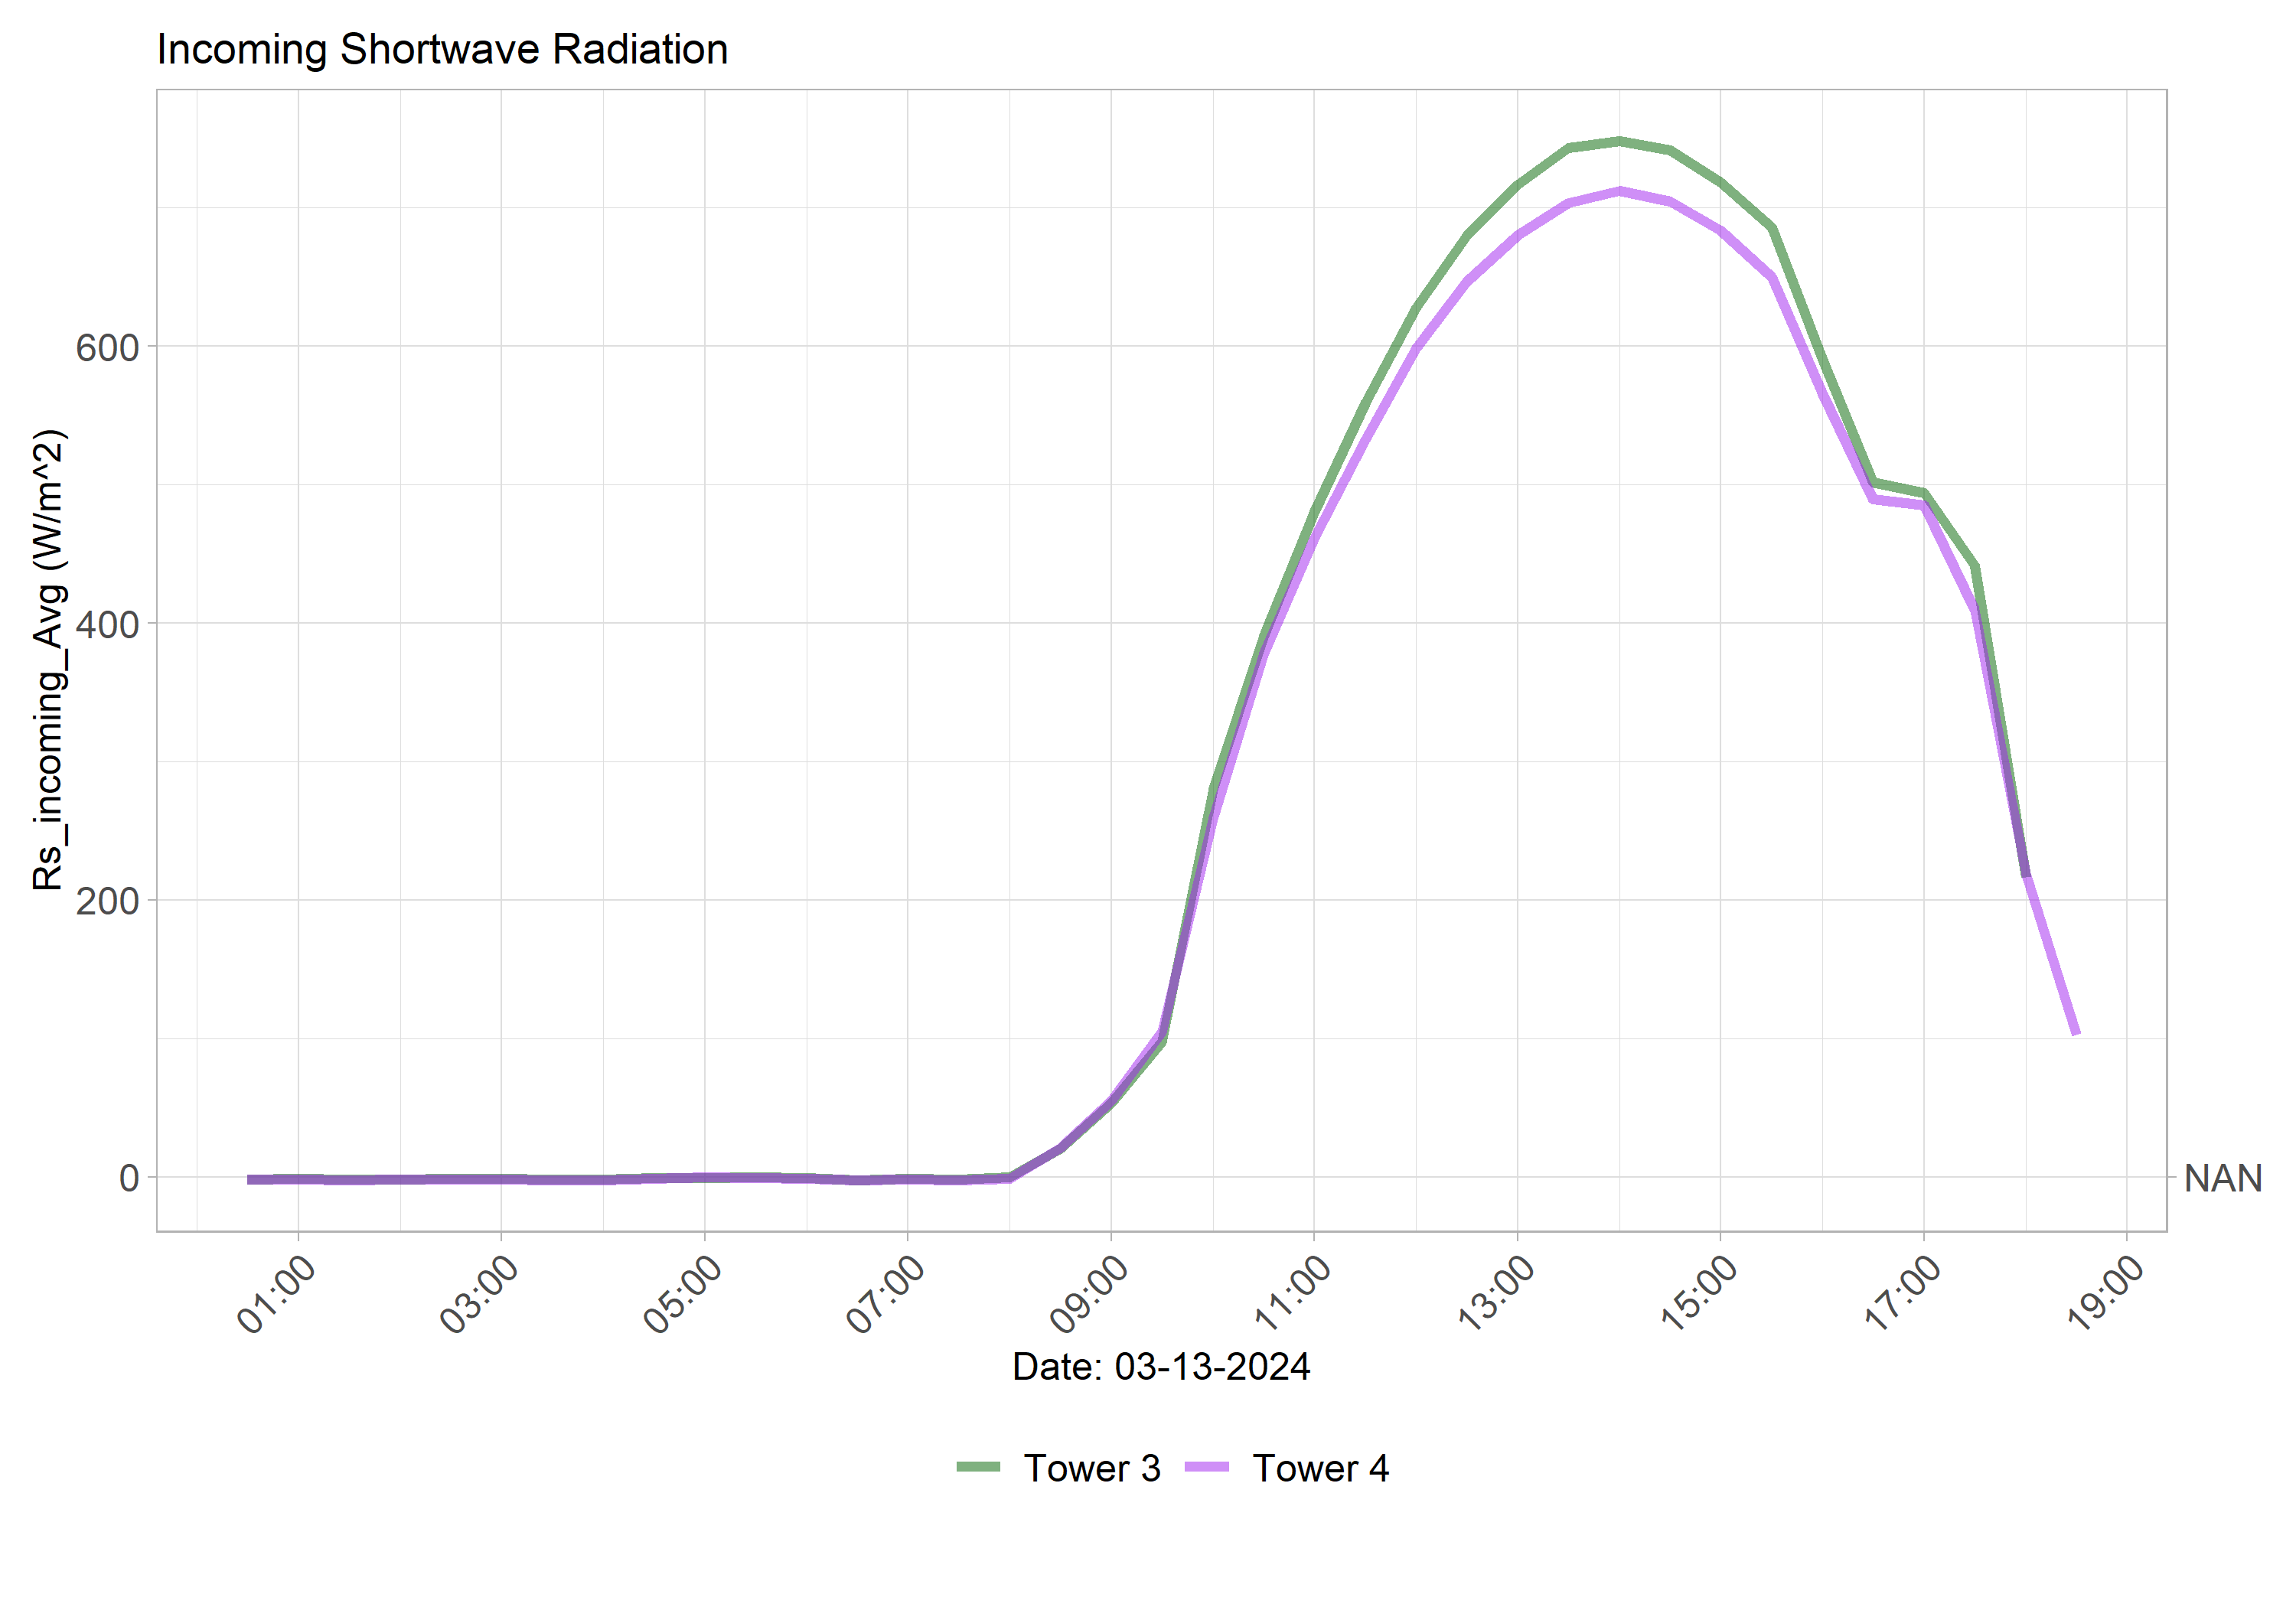 Incoming Shortwave Radiation
Rs_incoming_Avg (W/m^2)
600
400
200
0
NAN
01:00
03:00
05:00
07:00
09:00
11:00
13:00
15:00
17:00
19:00
Date: 03-13-2024
Tower 3
Tower 4